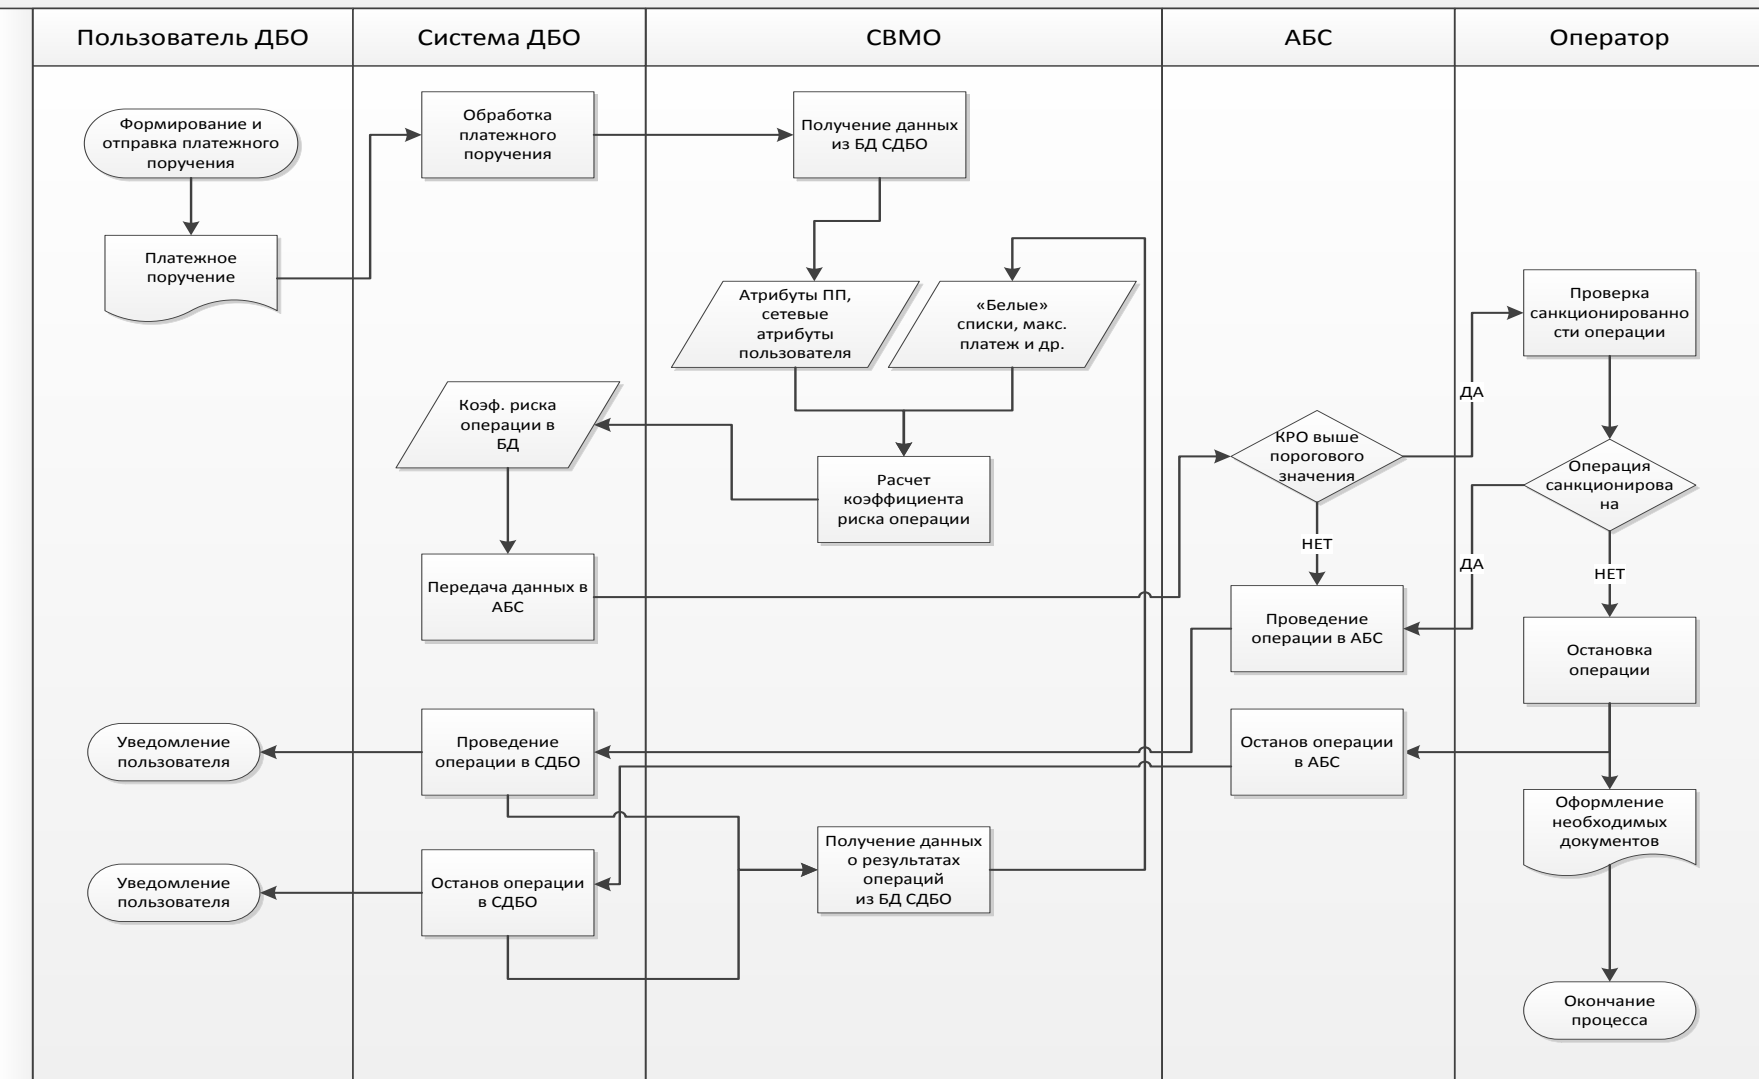 Пользователь ДБО
Система ДБО
СВМО
АБС
Оператор
Формирование и
отправка платежного
поручения
Платежное
поручение
Обработка
платежного
поручения
Получение данных
из БД СДБО
Атрибуты ПП,
сетевые
атрибуты
пользователя
«Белые»
списки, макс.
платеж и др.
Коэф. риска
операции в
БД
Расчет
коэффициента
риска операции
Передача данных в
АБС
КРО выше
порогового
значения
ДА
НЕТ
Проверка
санкционированно
сти операции
Операция
санкционирова
на
ДА
НЕТ
Проведение
операции в АБС
Остановка
операции
Уведомление
пользователя
Проведение
операции в СДБО
Останов операции
в АБС
Оформление
необходимых
документов
Получение данных
о результатах
операций
из БД СДБО
Уведомление
пользователя
Останов операции
в СДБО
Окончание
процесса